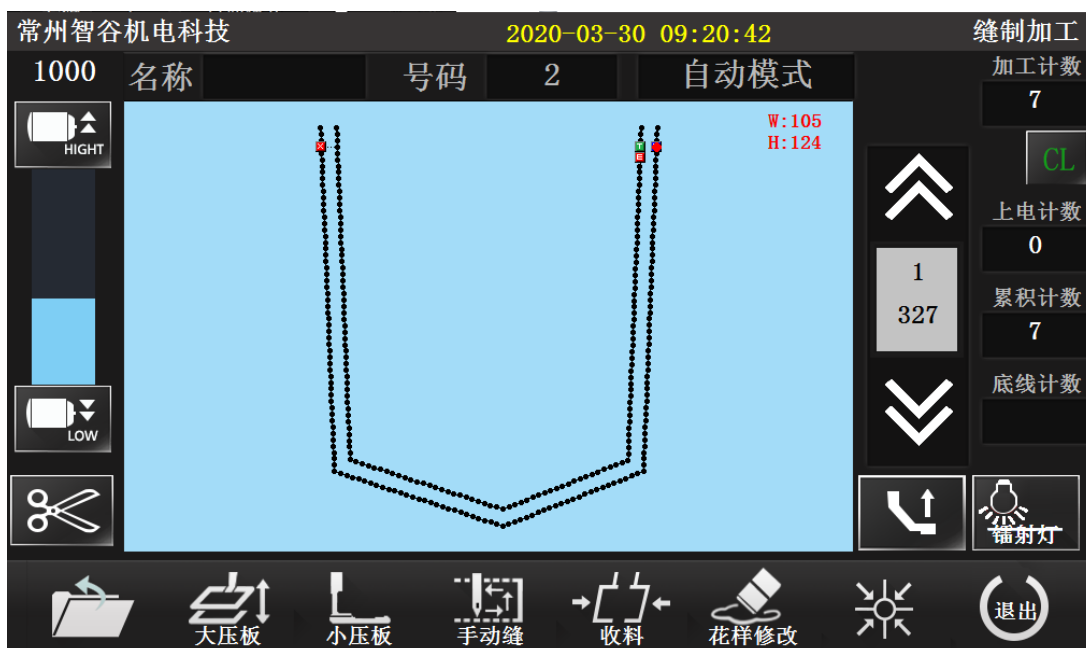 常州智谷机电科技
2020-03-30 09:20:42
缝制加工
1000
名称
号码
2
自动模式
加工计数
7
HIGHT
W:105
H:124
CL
T
E
上电计数
0
1
327
累积计数
7
底线计数
LOW
镭射灯
大压板
小压板
手动缝
收料
花样修改
退出